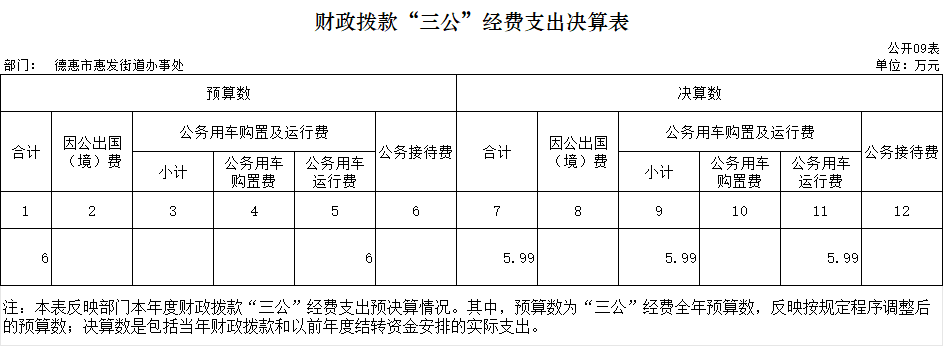 财政拨款“三公”经费支出决算表
公开09表
部门： 德惠市惠发街道办事处 单位：万元
预算数 决算数
合计 因公出国（境）费 公务用车购置及运行费 公务接待费 合计 因公出国（境）费 公务用车购置及运行费 公务接待费
小计 公务用车购置费 公务用车运行费 小计 公务用车购置费 公务用车运行费
1 2 3 4 5 6 7 8 9 10 11 12
6 6 5.99 5.99 5.99
注：本表反映部门本年度财政拨款“三公”经费支出预决算情况。其中，预算数为“三公”经费全年预算数，反映按规定程序调整后
的预算数；决算数是包括当年财政拨款和以前年度结转资金安排的实际支出。